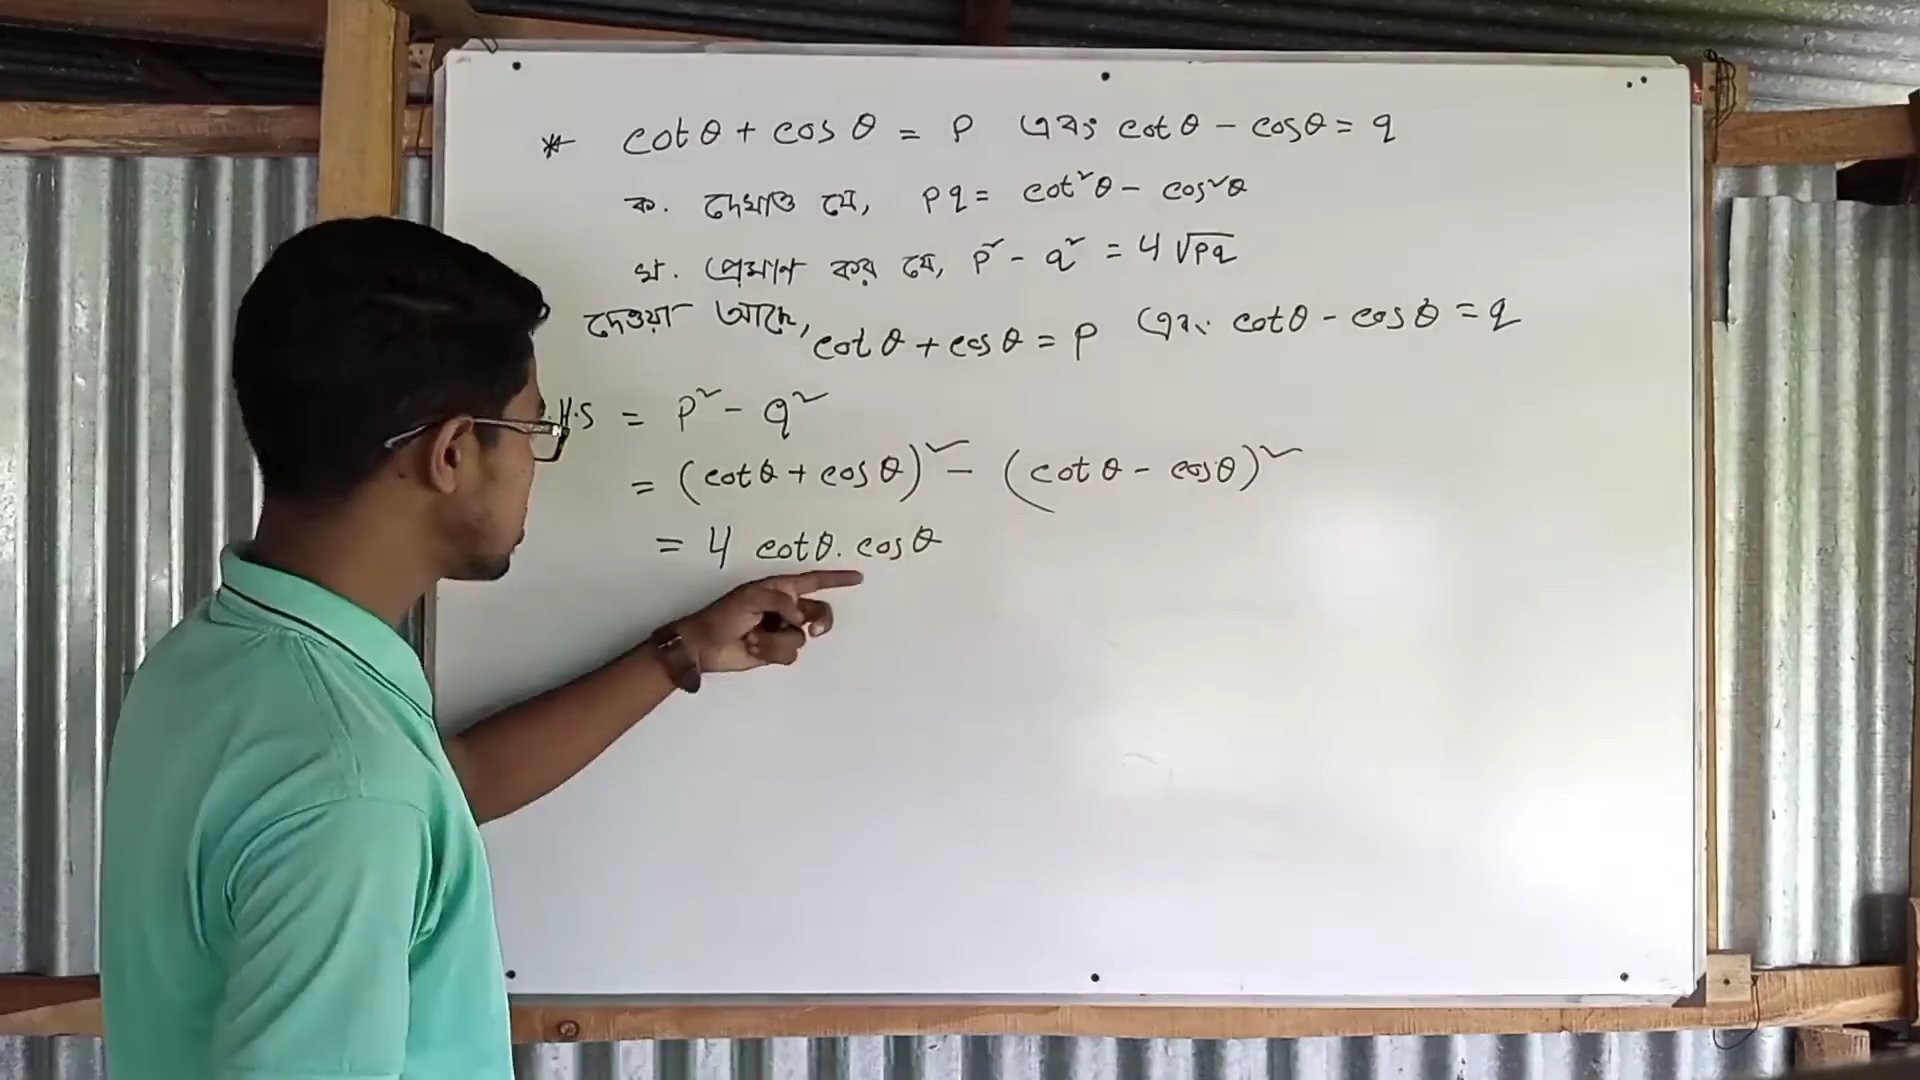 * cotθ + cosθ = p এবং cotθ - cosθ = q
ক. দেখাও যে, pq = cot²θ - cos²θ
খ. প্রমাণ কর যে, p² - q² = 4√pq
দেওয়া আছে, cotθ + cosθ = p এবং cotθ - cosθ = q
.H.S = p² - q²
= (cotθ + cosθ)² - (cotθ - cosθ)²
= 4 cotθ. cosθ